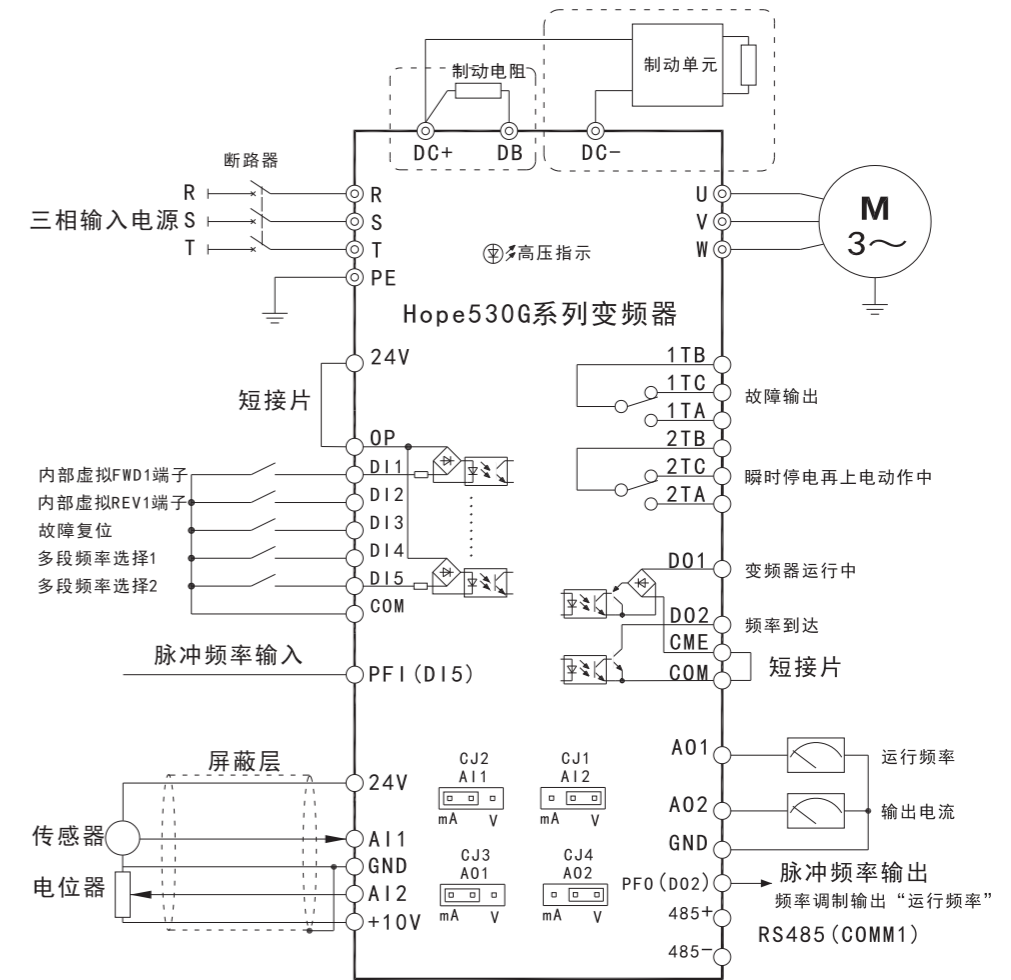 制动电阻
制动单元
DC+
DB
DC-
断路器
R
三相输入电源 S
T
R
S
T
PE
U
V
W
M
3～
高压指示
Hope530G系列变频器
24V
短接片
OP
内部虚拟FWD1端子
DI1
内部虚拟REV1端子
DI2
故障复位
DI3
多段频率选择1
DI4
多段频率选择2
DI5
COM
脉冲频率输入
PFI(DI5)
1TB
1TC
故障输出
1TA
2TB
2TC
瞬时停电再上电动作中
2TA
DO1
变频器运行中
DO2
频率到达
CME
短接片
COM
屏蔽层
24V
传感器
AI1
GND
电位器
AI2
+10V
CJ2
AI1
mA V
CJ1
AI2
mA V
CJ3
AO1
mA V
CJ4
AO2
mA V
AO1
运行频率
AO2
输出电流
GND
PFO(DO2)
脉冲频率输出
频率调制输出“运行频率”
485+
RS485(COMM1)
485-